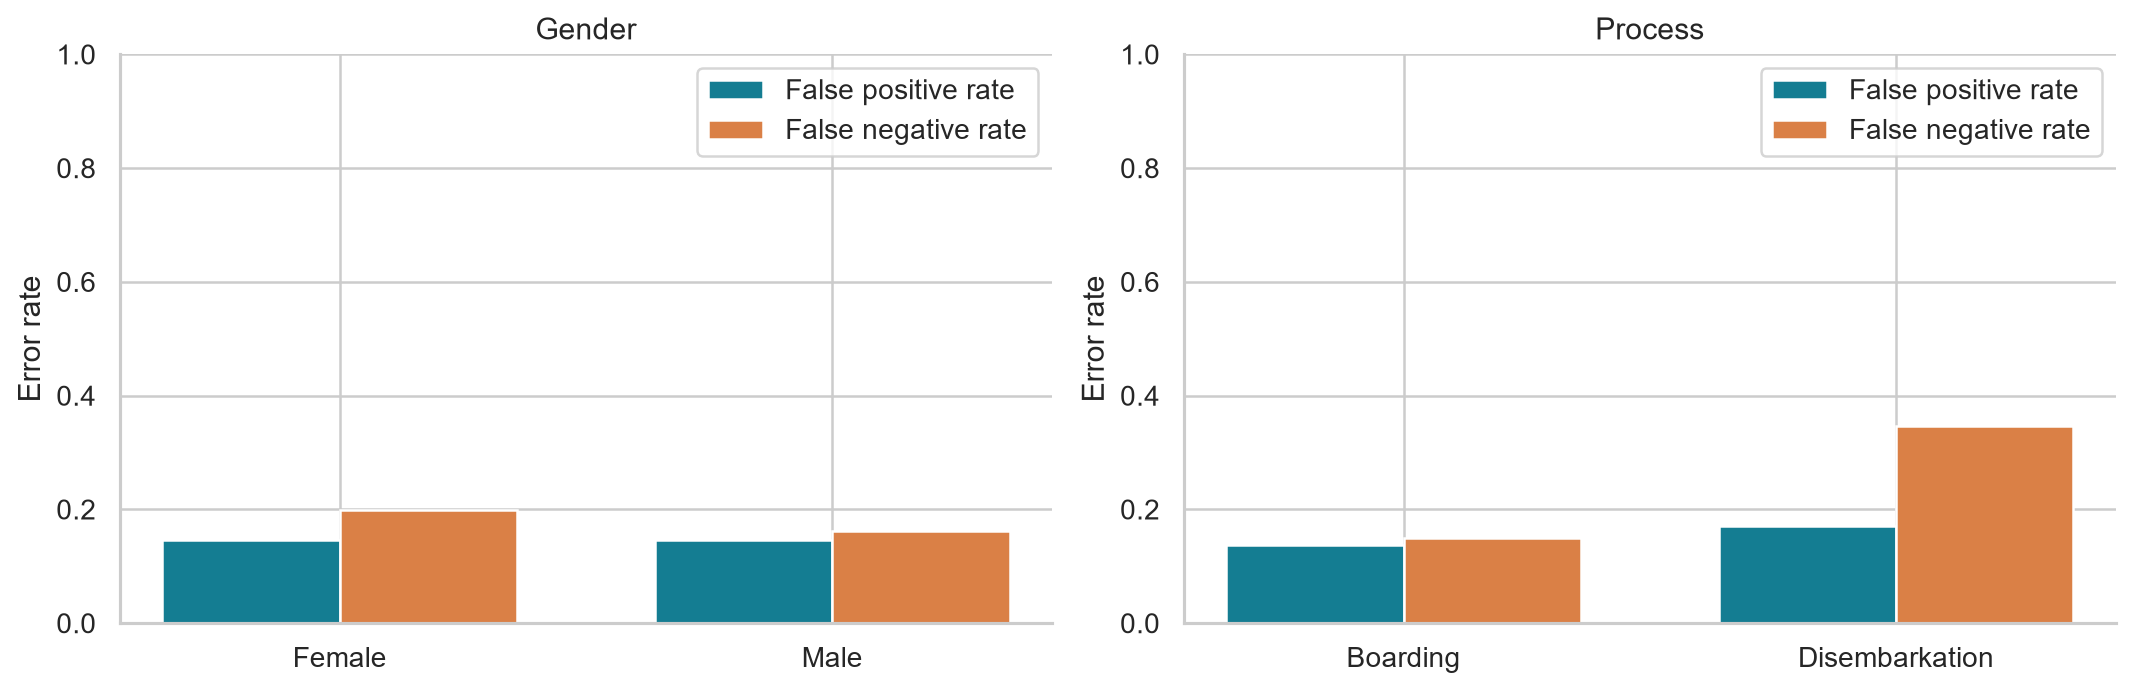 Gender
1.0
0.8
0.6
0.4
0.2
0.0
Error rate
False positive rate
False negative rate
Female
Male
Process
1.0
0.8
0.6
0.4
0.2
0.0
Error rate
False positive rate
False negative rate
Boarding
Disembarkation